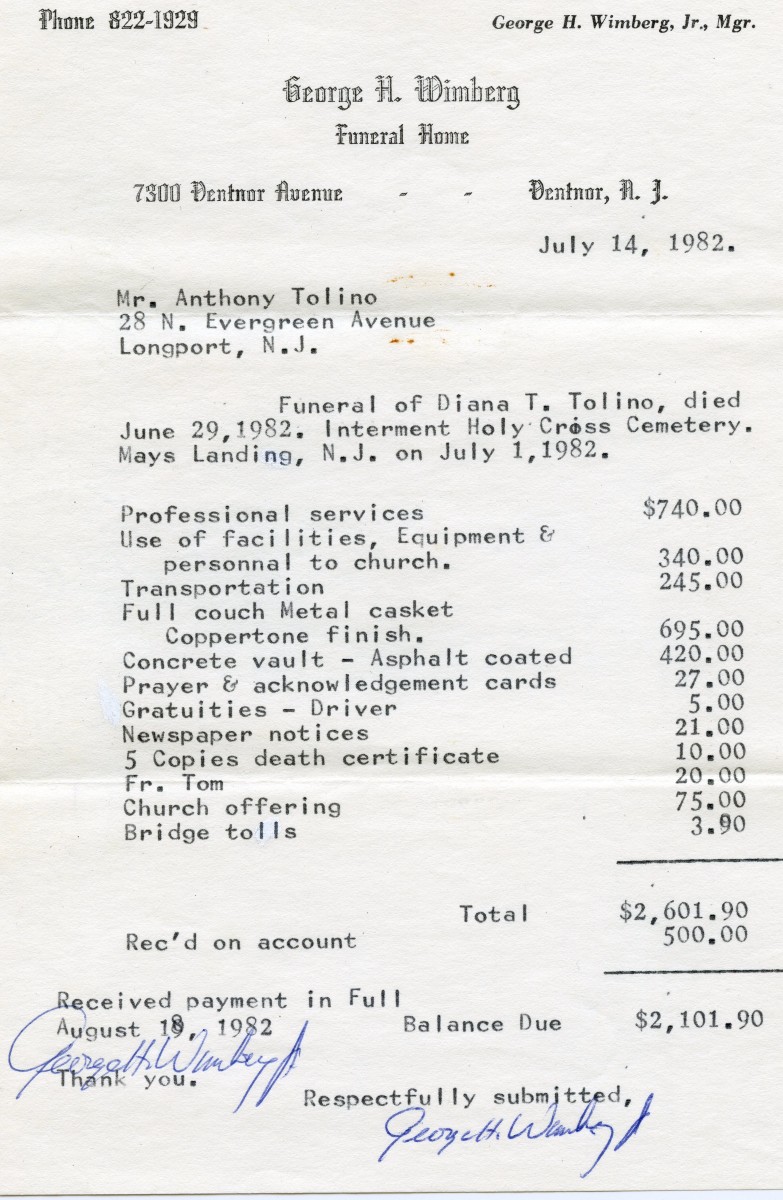 Phone 822-1929 George H. Wimberg, Jr., Mgr.
George H. Wimberg
Funeral Home
7300 Ventnor Avenue - - Ventnor, N. J.
July 14, 1982.
Mr. Anthony Tolino
28 N. Evergreen Avenue
Longport, N.J.
Funeral of Diana T. Tolino, died
June 29,1982. Interment Holy Cross Cemetery.
Mays Landing, N.J. on July 1,1982.
Professional services $740.00
Use of facilities, Equipment &
personnal to church. 340.00
Transportation 245.00
Full couch Metal casket
Coppertone finish. 695.00
Concrete vault - Asphalt coated 420.00
Prayer & acknowledgement cards 27.00
Gratuities - Driver 5.00
Newspaper notices 21.00
5 Copies death certificate 10.00
Fr. Tom 20.00
Church offering 75.00
Bridge tolls 3.90
Total $2,601.90
Rec'd on account 500.00
Received payment in Full
August 18, 1982 Balance Due $2,101.90
George H. Wimberg Jr
Thank you.
Respectfully submitted,
George H. Wimberg Jr